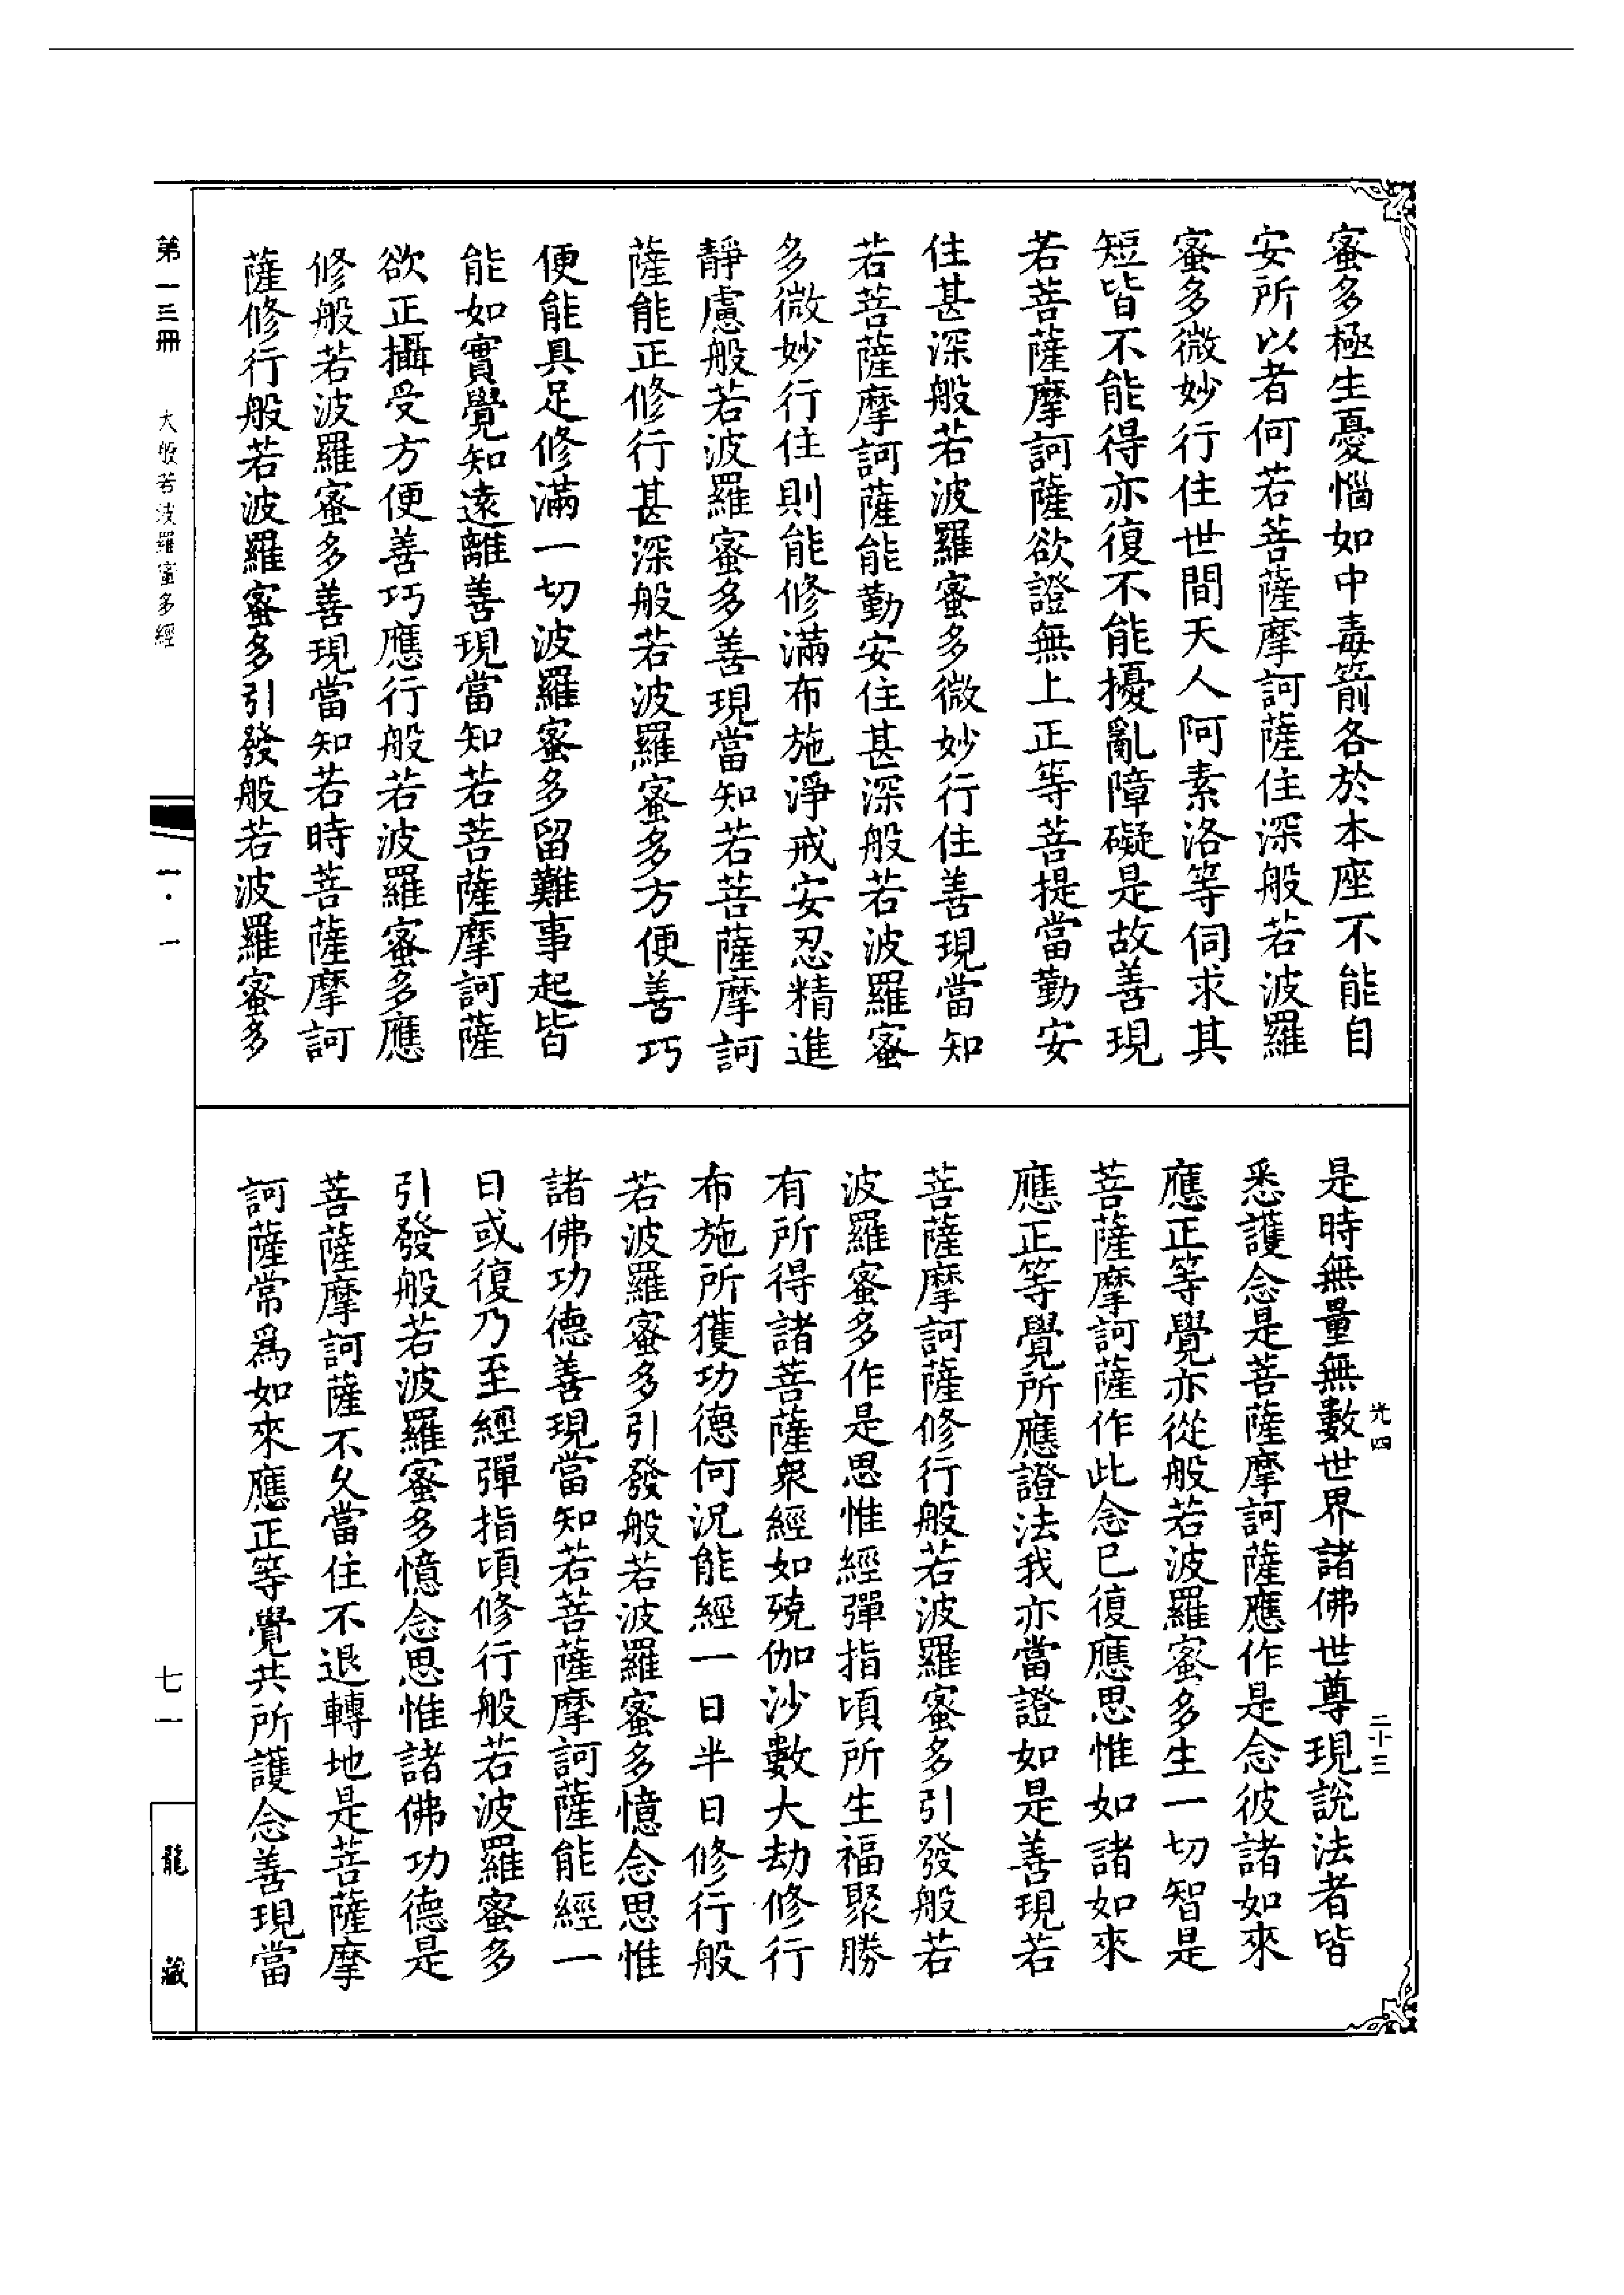 蜜多極生憂惱如中毒箭各於本座不能自
安所以者何若菩薩摩訶薩住深般若波羅
蜜多微妙行住世間天人阿素洛等伺求其
短皆不能得亦復不能擾亂障礙是故善現
若菩薩摩訶薩欲證無上正等菩提當勤安
住甚深般若波羅蜜多微妙行住善現當知
若菩薩摩訶薩能勤安住甚深般若波羅蜜
多微妙行住則能修滿布施淨戒安忍精進
靜慮般若波羅蜜多善現當知若菩薩摩訶
薩能正修行甚深般若波羅蜜多方便善巧
便能具足修滿一切波羅蜜多留難事起皆
能如實覺知遠離善現當知若菩薩摩訶薩
欲正攝受方便善巧應行般若波羅蜜多應
修般若波羅蜜多善現當知若時菩薩摩訶
薩修行般若波羅蜜多引發般若波羅蜜多
是時無量無數世界諸佛世尊現說法者皆
悉護念是菩薩摩訶薩應作是念彼諸如來
應正等覺亦從般若波羅蜜多生一切智是
菩薩摩訶薩作此念已復應思惟如諸如來
應正等覺所應證法我亦當證如是善現若
菩薩摩訶薩修行般若波羅蜜多引發般若
波羅蜜多作是思惟經彈指頃所生福聚勝
有所得諸菩薩衆經如殑伽沙數大劫修行
布施所獲功德何況能經一日半日修行般
若波羅蜜多引發般若波羅蜜多憶念思惟
諸佛功德善現當知若菩薩摩訶薩能經一
日或復乃至經彈指頃修行般若波羅蜜多
引發般若波羅蜜多憶念思惟諸佛功德是
菩薩摩訶薩不久當住不退轉地是菩薩摩
訶薩常爲如來應正等覺共所護念善現當
光四
二十三
第一三冊
大般若波羅蜜多經
一·一
七一
龍藏